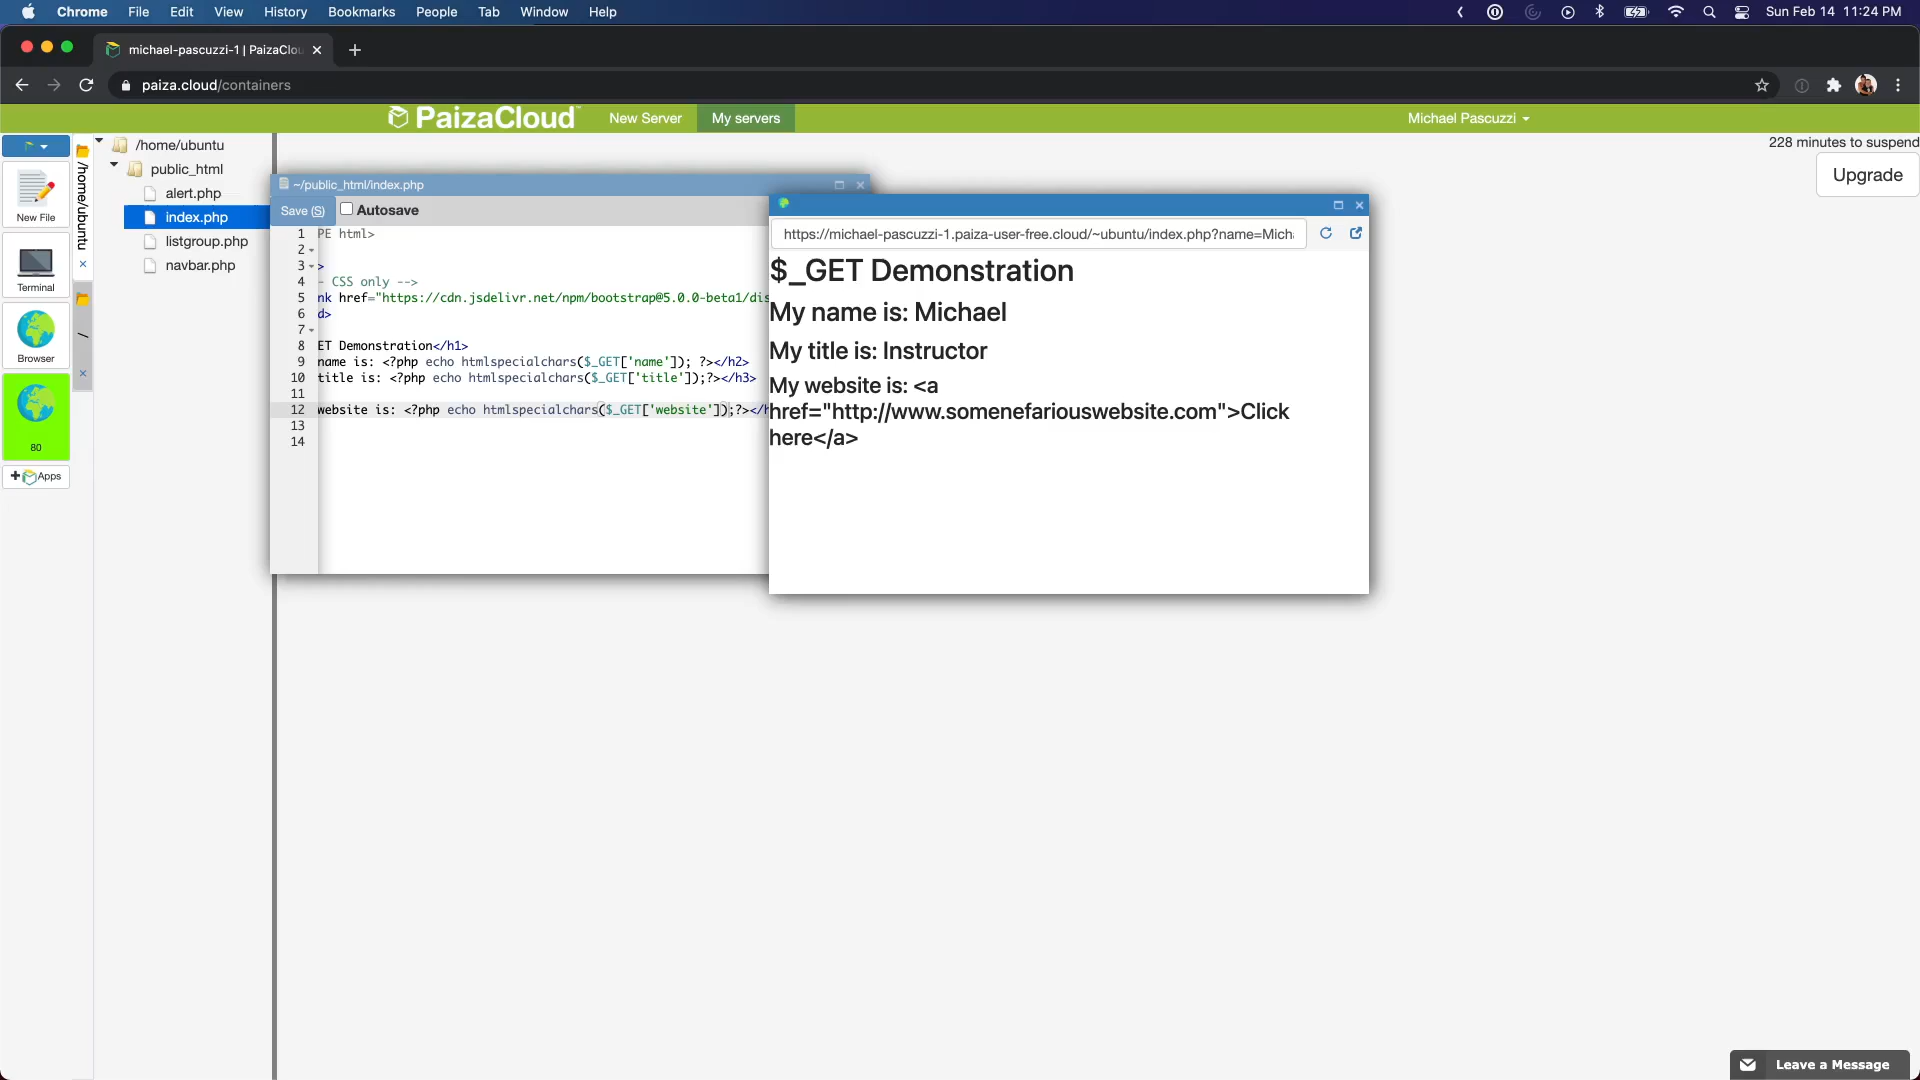 Chrome File Edit View History Bookmarks People Tab Window Help Sun Feb 14 11:24 PM
michael-pascuzzi-1 | PaizaClou
paiza.cloud/containers
PaizaCloud New Server My servers Michael Pascuzzi
228 minutes to suspend
Upgrade
New File
Terminal
Browser
80
Apps
/home/ubuntu
/
/home/ubuntu
public_html
alert.php
index.php
listgroup.php
navbar.php
~/public_html/index.php
Save (S) Autosave
1 PE html>
2
3 >
4 - CSS only -->
5 nk href="https://cdn.jsdelivr.net/npm/bootstrap@5.0.0-beta1/dis
6 d>
7
8 ET Demonstration</h1>
9 name is: <?php echo htmlspecialchars($_GET['name']); ?></h2>
10 title is: <?php echo htmlspecialchars($_GET['title']);?></h3>
11
12 website is: <?php echo htmlspecialchars($_GET['website']);?></h
13
14
https://michael-pascuzzi-1.paiza-user-free.cloud/~ubuntu/index.php?name=Mich
$_GET Demonstration
My name is: Michael
My title is: Instructor
My website is: <a
href="http://www.somenefariouswebsite.com">Click
here</a>
Leave a Message